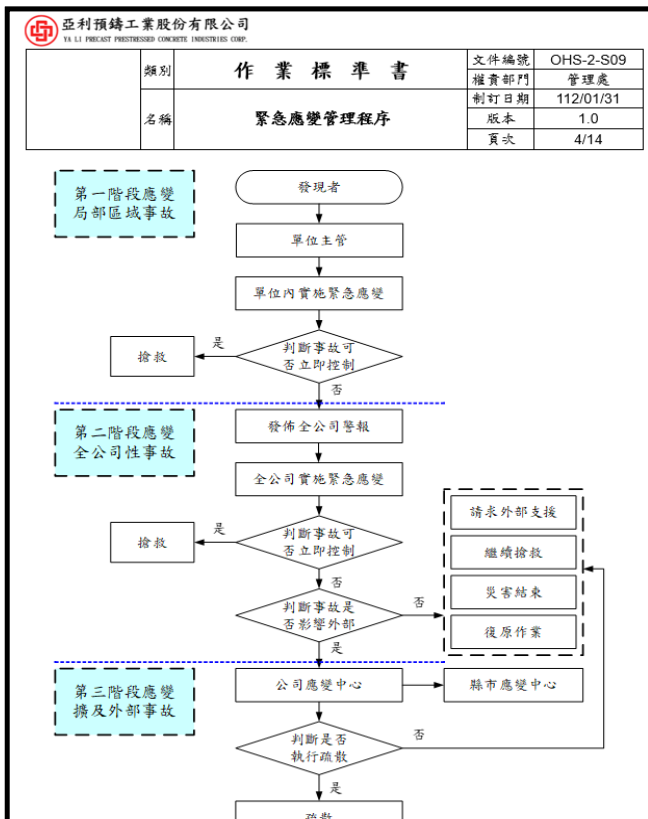 亞利預鑄工業股份有限公司
YA LI PRECAST PRESTRESSED CONCRETE INDUSTRIES CORP.
類別
作業標準書
文件編號
OHS-2-S09
權責部門
管理處
制訂日期
112/01/31
名稱
緊急應變管理程序
版本
1.0
頁次
4/14
第一階段應變
局部區域事故
發現者
單位主管
單位內實施緊急應變
判斷事故可
否立即控制
是
搶救
否
第二階段應變
全公司性事故
發佈全公司警報
全公司實施緊急應變
判斷事故可
否立即控制
是
搶救
否
判斷事故是
否影響外部
否
是
請求外部支援
繼續搶救
災害結束
復原作業
第三階段應變
擴及外部事故
公司應變中心
縣市應變中心
判斷是否
執行疏散
否
是
疏散